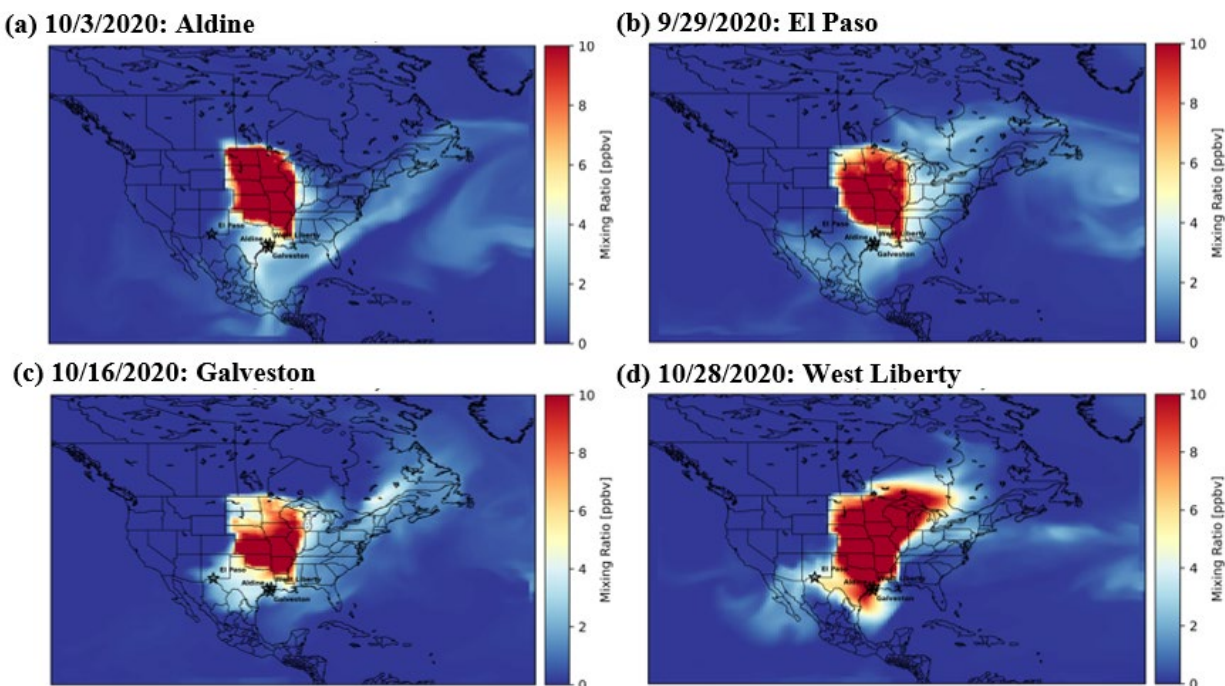 (a) 10/3/2020: Aldine
(b) 9/29/2020: El Paso
10
8
6
4
2
0
Mixing Ratio [ppbv]
El Paso
Aldine
West Liberty
Galveston
10
8
6
4
2
0
Mixing Ratio [ppbv]
El Paso
Aldine
West Liberty
Galveston
(c) 10/16/2020: Galveston
(d) 10/28/2020: West Liberty
10
8
6
4
2
0
Mixing Ratio [ppbv]
El Paso
Aldine
West Liberty
Galveston
10
8
6
4
2
0
Mixing Ratio [ppbv]
El Paso
Aldine
West Liberty
Galveston